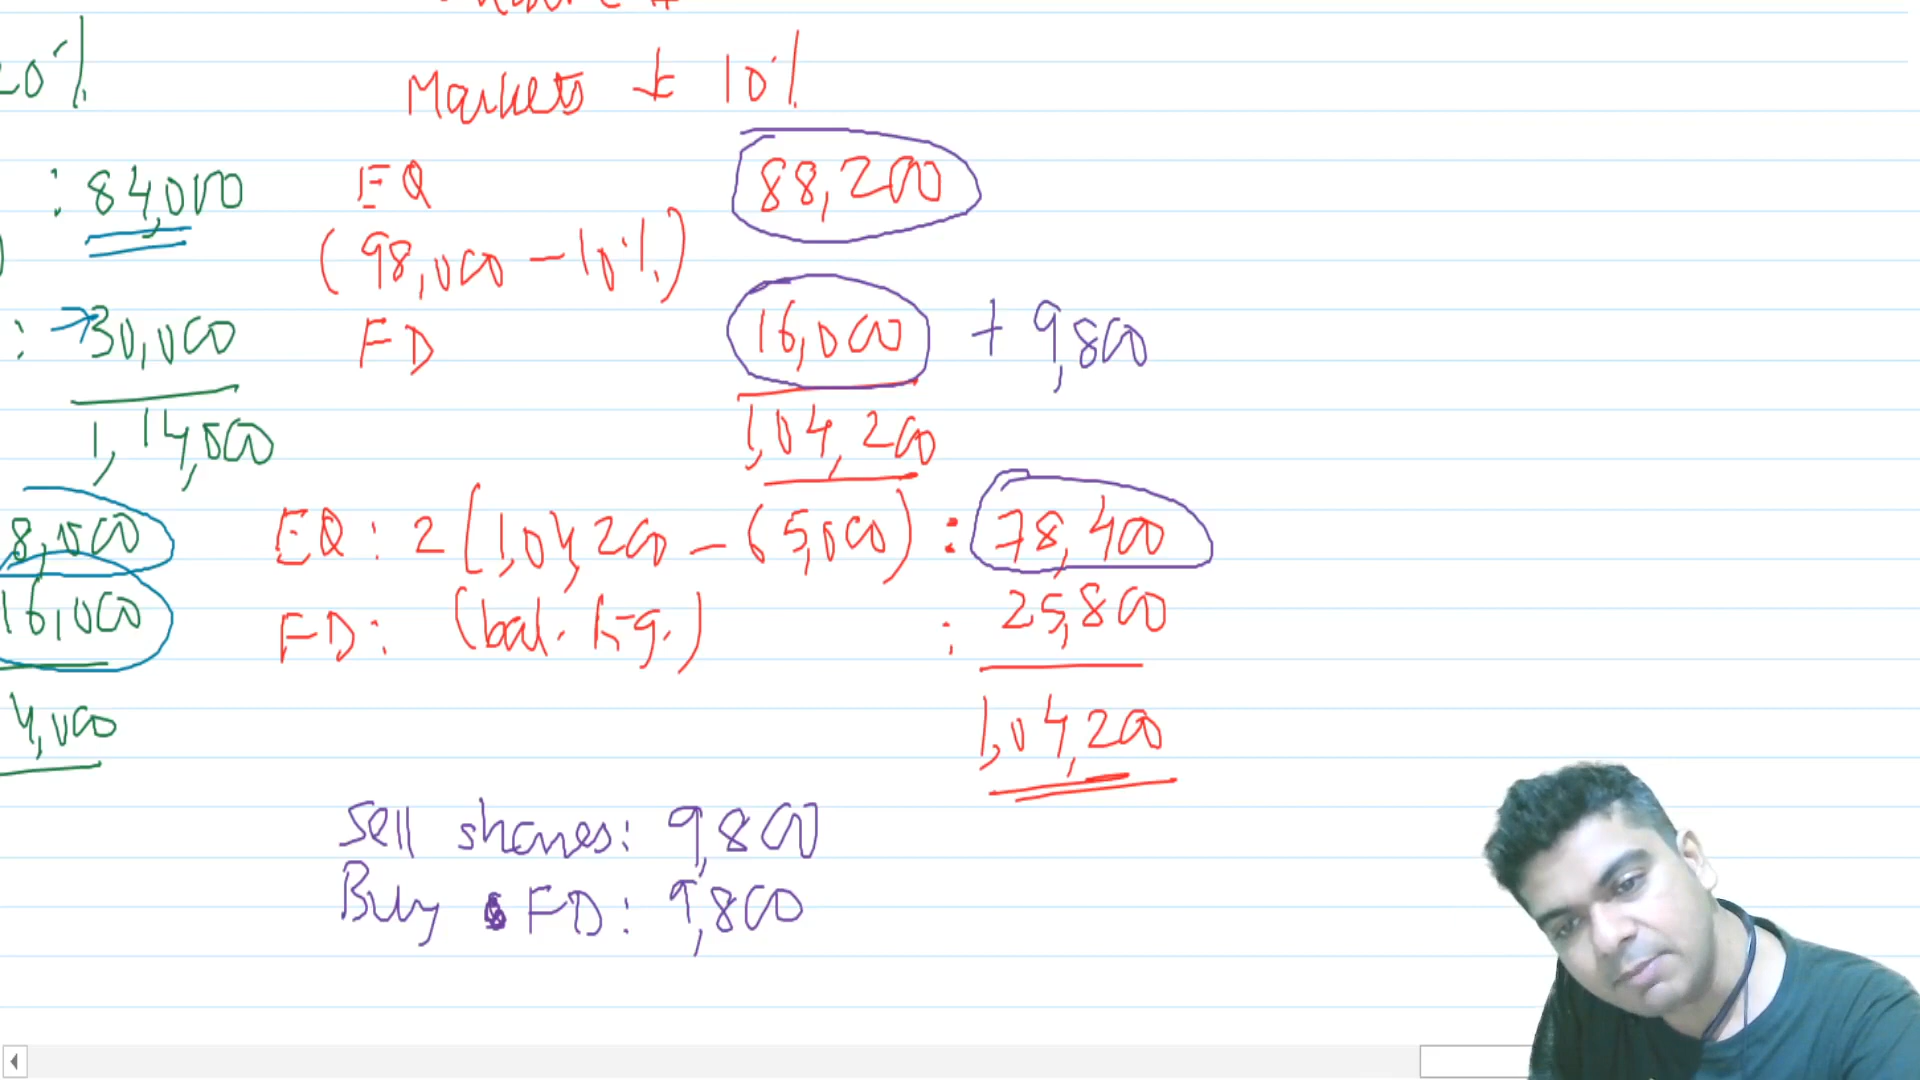 20%
: 84,000
: → 30,000
1,14,000
8,000
16,000
4,000
Markets ↓ 10%
EQ 88,200
(98,000 - 10%)
FD 16,000 + 9,800
1,04,200
EQ: 2 (1,04,200 - 65,000) : 78,400
FD: (bal. fig.) : 25,800
1,04,200
Sell shares: 9,800
Buy FD: 9,800